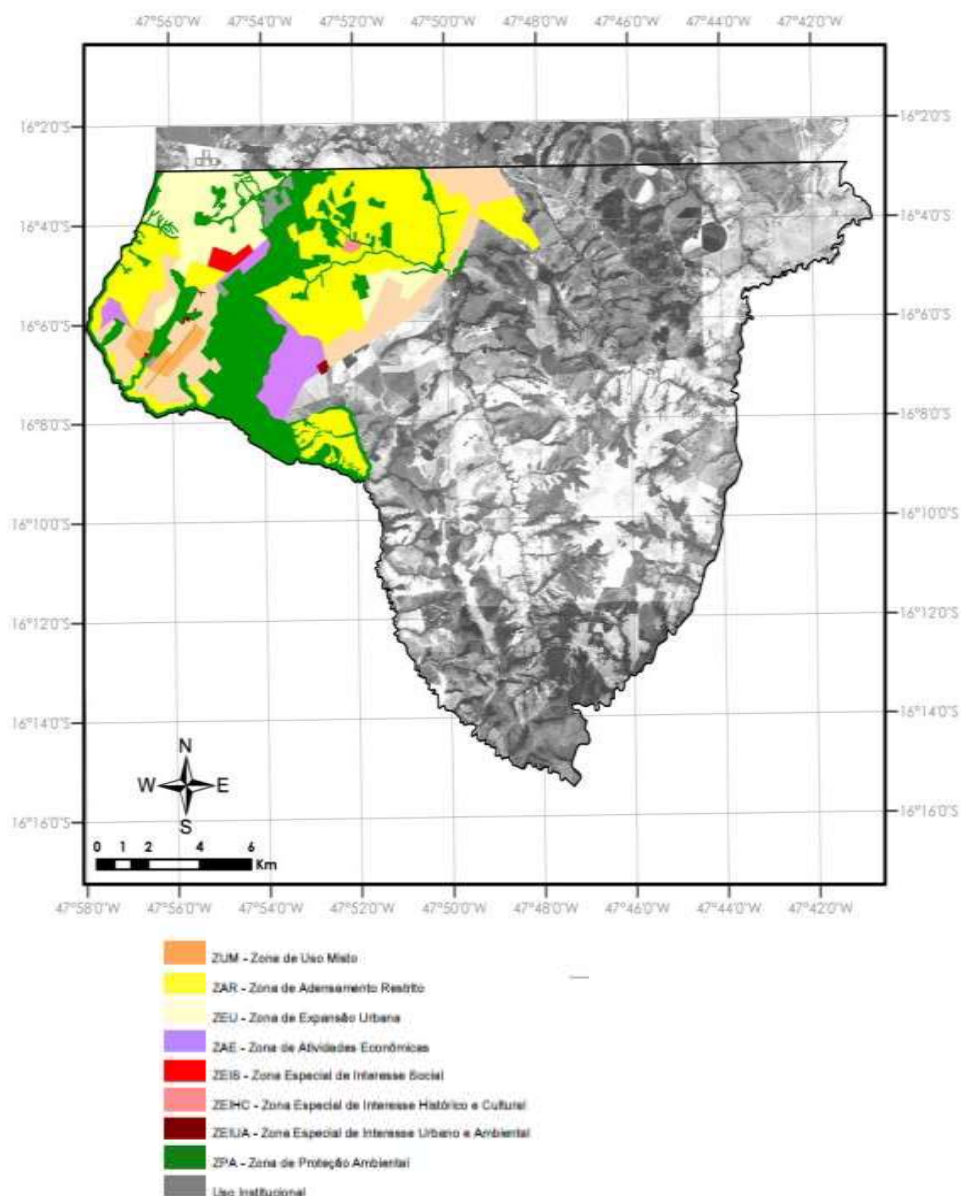 47°56'0"W 47°54'0"W 47°52'0"W 47°50'0"W 47°48'0"W 47°46'0"W 47°44'0"W 47°42'0"W
16°2'0"S 16°2'0"S
16°4'0"S 16°4'0"S
16°6'0"S 16°6'0"S
16°8'0"S 16°8'0"S
16°10'0"S 16°10'0"S
16°12'0"S 16°12'0"S
16°14'0"S 16°14'0"S
16°16'0"S 16°16'0"S
N
W E
S
0 1 2 4 6
Km
47°58'0"W 47°56'0"W 47°54'0"W 47°52'0"W 47°50'0"W 47°48'0"W 47°46'0"W 47°44'0"W 47°42'0"W
ZUM - Zona de Uso Misto
ZAR - Zona de Adensamento Restrito
ZEU - Zona de Expansão Urbana
ZAE - Zona de Atividades Econômicas
ZEIS - Zona Especial de Interesse Social
ZEIHC - Zona Especial de Interesse Histórico e Cultural
ZEIUA - Zona Especial de Interesse Urbano e Ambiental
ZPA - Zona de Proteção Ambiental
Uso Institucional